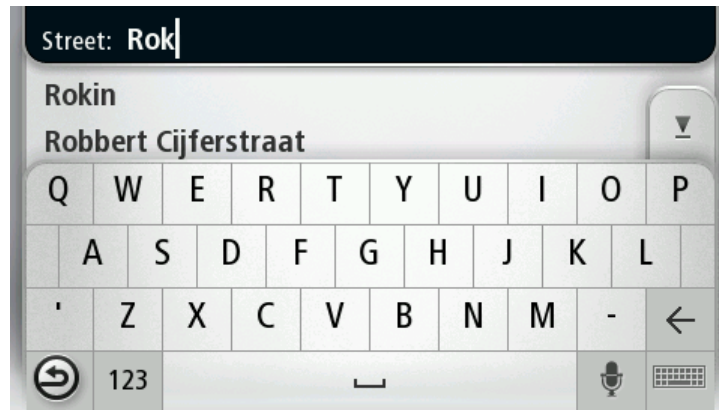 Street: Rok
Rokin
Robbert Cijferstraat
Q W E R T Y U I O P
A S D F G H J K L
' Z X C V B N M -
123